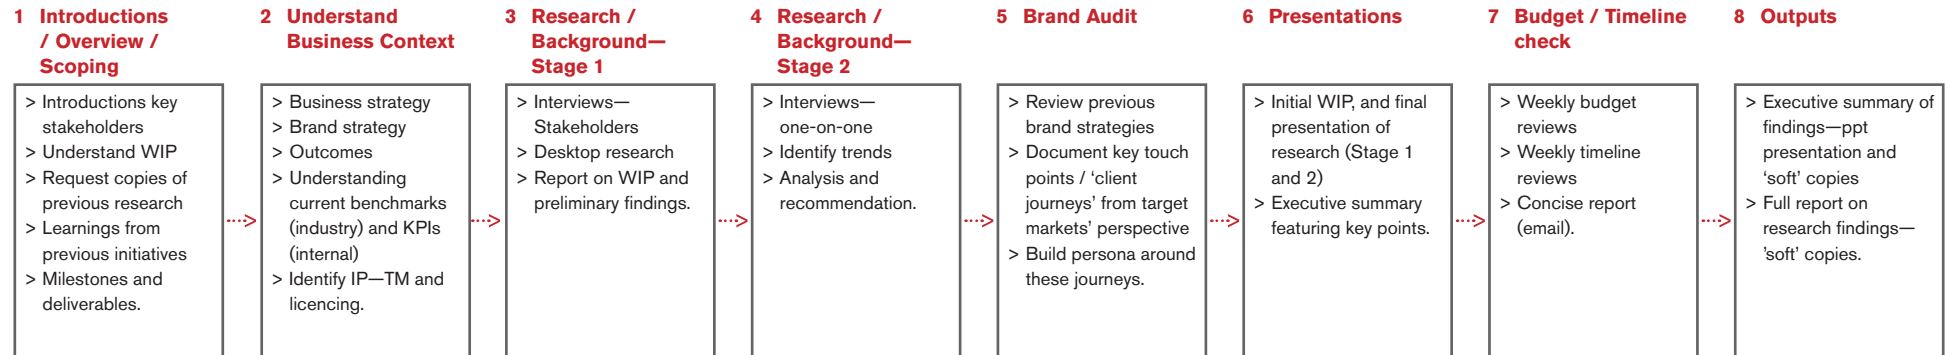 1 Introductions
/ Overview /
Scoping
> Introductions key
stakeholders
> Understand WIP
> Request copies of
previous research
> Learnings from
previous initiatives
> Milestones and
deliverables.
2 Understand
Business Context
> Business strategy
> Brand strategy
> Outcomes
> Understanding
current benchmarks
(industry) and KPIs
(internal)
> Identify IP—TM and
licencing.
3 Research /
Background—
Stage 1
> Interviews—
Stakeholders
> Desktop research
> Report on WIP and
preliminary findings.
4 Research /
Background—
Stage 2
> Interviews—
one-on-one
> Identify trends
> Analysis and
recommendation.
5 Brand Audit
> Review previous
brand strategies
> Document key touch
points / ‘client
journeys’ from target
markets’ perspective
> Build persona around
these journeys.
6 Presentations
> Initial WIP, and final
presentation of
research (Stage 1
and 2)
> Executive summary
featuring key points.
7 Budget / Timeline
check
> Weekly budget
reviews
> Weekly timeline
reviews
> Concise report
(email).
8 Outputs
> Executive summary of
findings—ppt
presentation and
‘soft’ copies
> Full report on
research findings—
’soft’ copies.